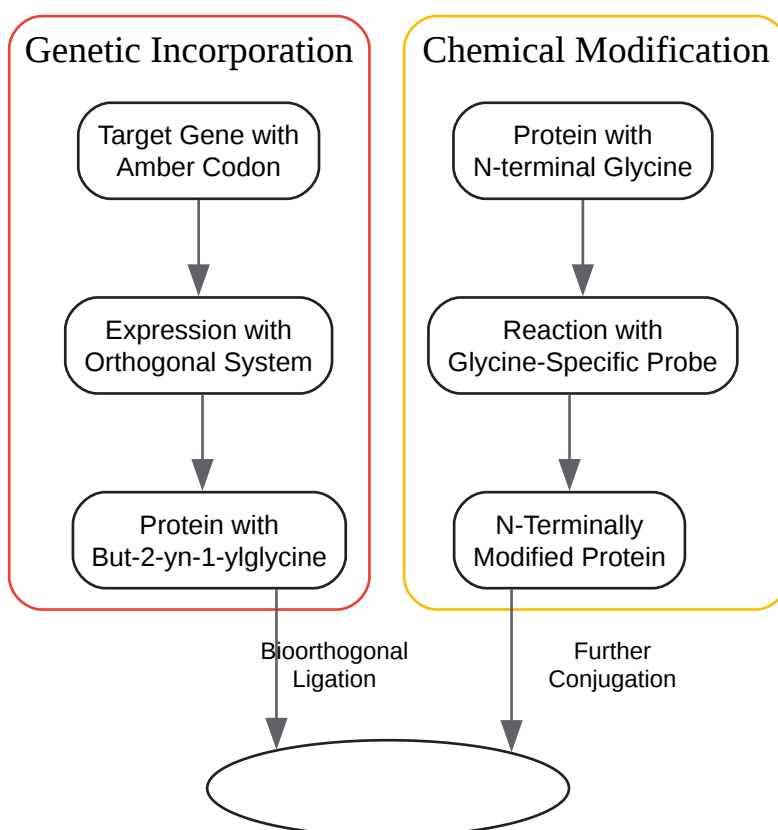 Genetic Incorporation
Target Gene with
Amber Codon
Expression with
Orthogonal System
Protein with
But-2-yn-1-ylglycine
Bioorthogonal
Ligation
Chemical Modification
Protein with
N-terminal Glycine
Reaction with
Glycine-Specific Probe
N-Terminally
Modified Protein
Further
Conjugation